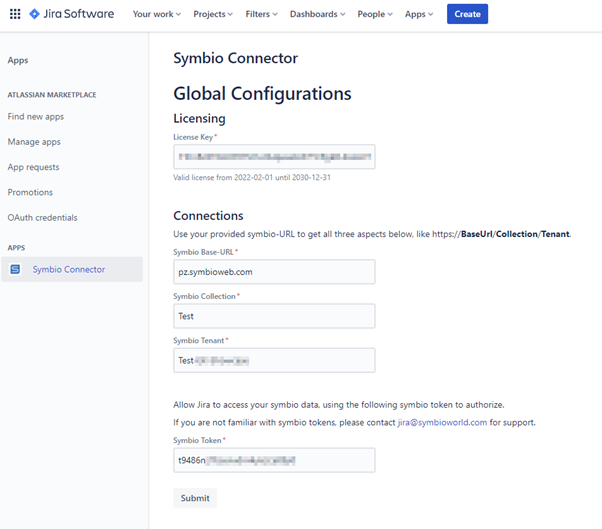 Jira Software
Your work
Projects
Filters
Dashboards
People
Apps
Create
Apps
ATLASSIAN MARKETPLACE
Find new apps
Manage apps
App requests
Promotions
OAuth credentials
APPS
Symbio Connector
Symbio Connector
Global Configurations
Licensing
License Key*
Valid license from 2022-02-01 until 2030-12-31
Connections
Use your provided symbio-URL to get all three aspects below, like https://BaseUrl/Collection/Tenant.
Symbio Base-URL*
pz.symbioweb.com
Symbio Collection*
Test
Symbio Tenant*
Test
Allow Jira to access your symbio data, using the following symbio token to authorize.
If you are not familiar with symbio tokens, please contact jira@symbioworld.com for support.
Symbio Token*
t9486n
Submit